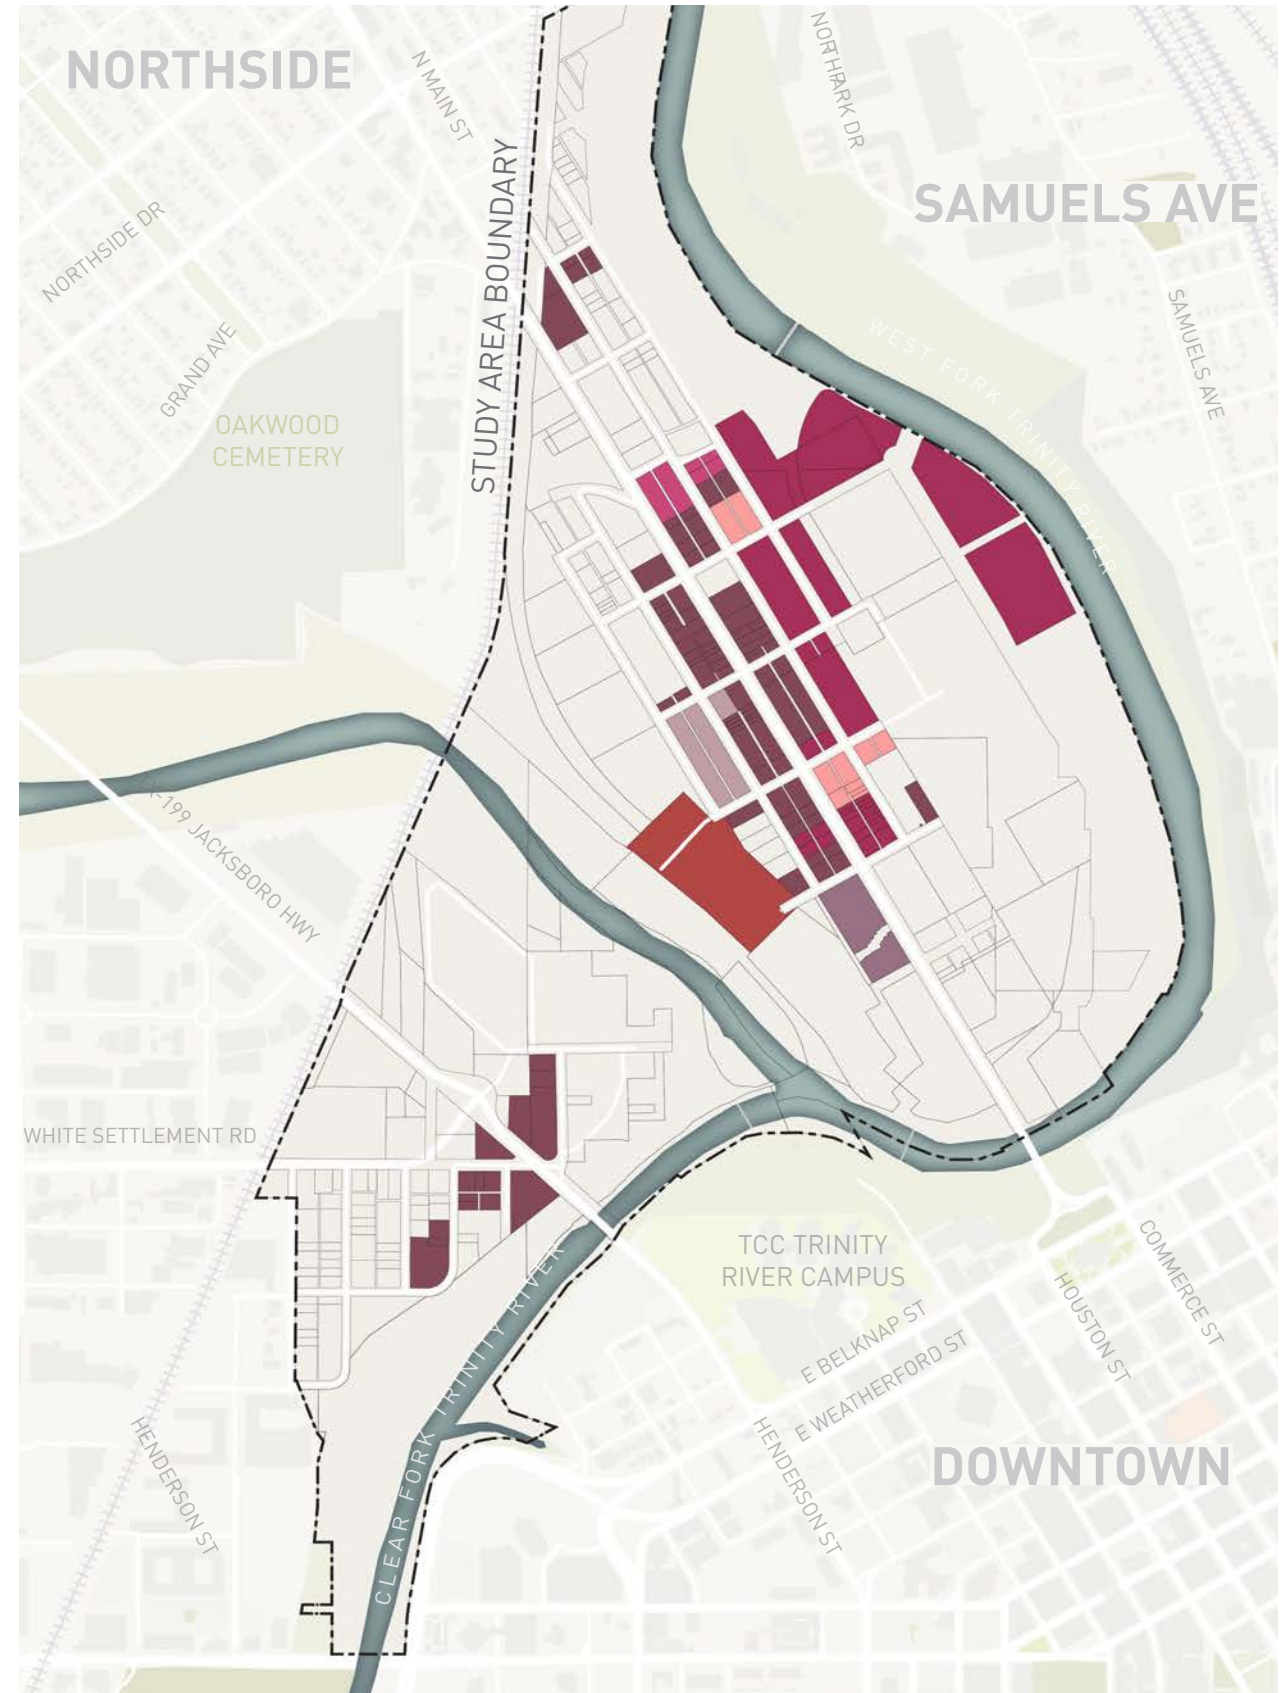 NORTHSIDE
N MAIN ST
NORTHPARK DR
STUDY AREA BOUNDARY
SAMUELS AVE
NORTHSIDE DR
SAMUELS AVE
GRAND AVE
WEST FORK TRINITY RIVER
OAKWOOD
CEMETERY
-199 JACKSBORO HWY
WHITE SETTLEMENT RD
TCC TRINITY
RIVER CAMPUS
COMMERCE ST
HOUSTON ST
E BELKNAP ST
E WEATHERFORD ST
CLEAR FORK TRINITY RIVER
HENDERSON ST
HENDERSON ST
DOWNTOWN